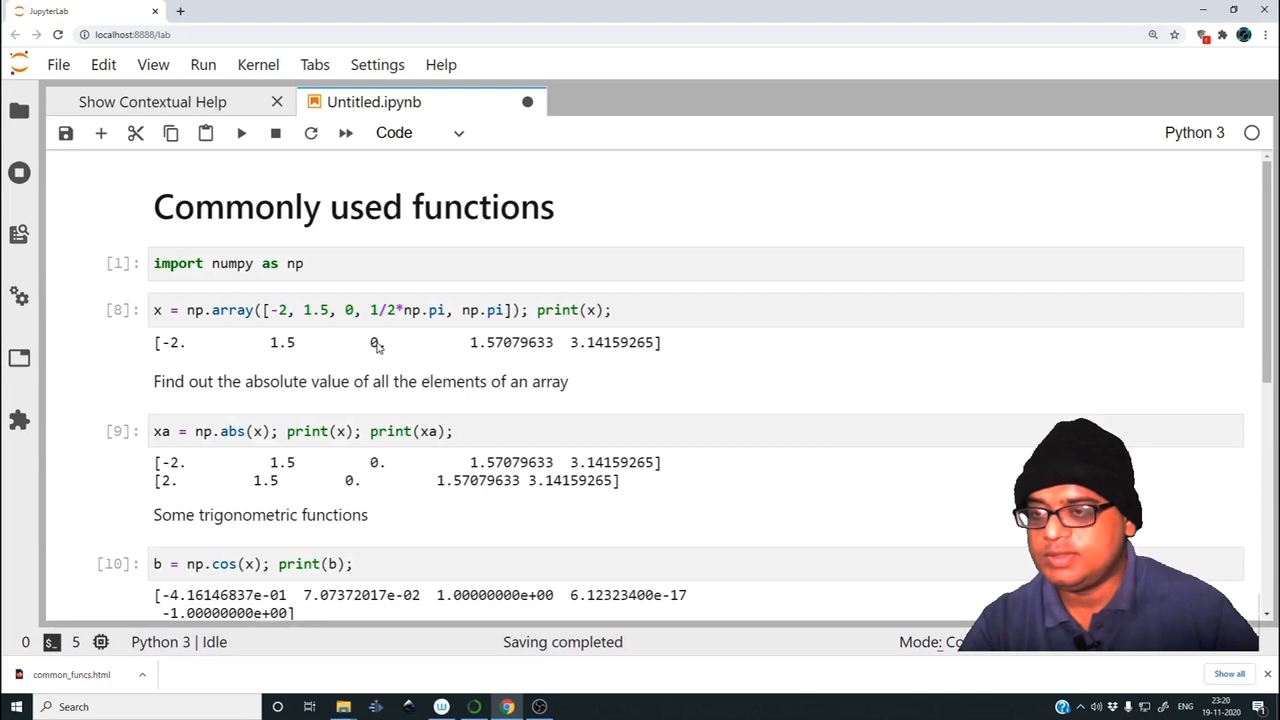 JupyterLab
localhost:8888/lab
File Edit View Run Kernel Tabs Settings Help
Show Contextual Help Untitled.ipynb
Code Python 3
Commonly used functions
[1]: import numpy as np
[8]: x = np.array([-2, 1.5, 0, 1/2*np.pi, np.pi]); print(x);
[-2. 1.5 0. 1.57079633 3.14159265]
Find out the absolute value of all the elements of an array
[9]: xa = np.abs(x); print(x); print(xa);
[-2. 1.5 0. 1.57079633 3.14159265]
[2. 1.5 0. 1.57079633 3.14159265]
Some trigonometric functions
[10]: b = np.cos(x); print(b);
[-4.16146837e-01 7.07372017e-02 1.00000000e+00 6.12323400e-17
-1.00000000e+00]
0 5 Python 3 | Idle Saving completed Mode:
common_funcs.html Show all
Search ENG 23:20
19-11-2020